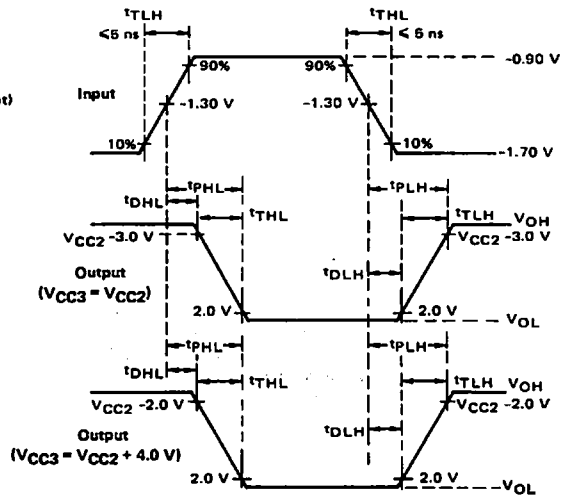 tTLH
≤5 ns
tTHL
≤ 5 ns
-0.90 V
90%
90%
t)
Input
-1.30 V
-1.30 V
10%
10%
-1.70 V
tPHL
tPLH
tDHL
tTHL
tTLH
VOH
VCC2 -3.0 V
VCC2 -3.0 V
Output
(VCC3 = VCC2)
tDLH
2.0 V
2.0 V
VOL
tPHL
tPLH
tDHL
tTHL
tTLH
VOH
VCC2 -2.0 V
VCC2 -2.0 V
Output
(VCC3 = VCC2 + 4.0 V)
tDLH
2.0 V
2.0 V
VOL